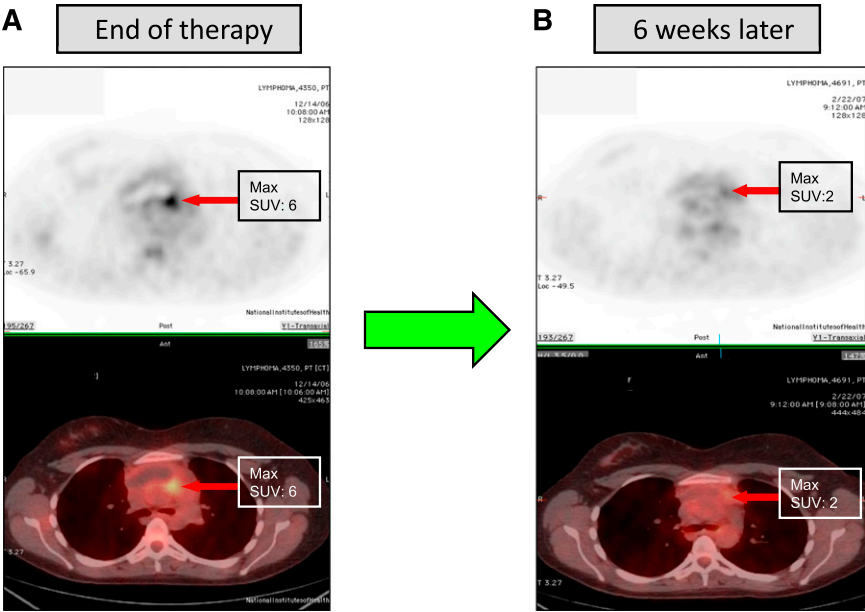 A
End of therapy
LYMPHOMA,4350, PT
12/14/06
10:08:00 AM
128x128
Max
SUV: 6
R
L
T 3.27
Loc -65.9
NationalInstitutesofHealth
195/267
Post
Y1-Transaxial
Ant
165%
LYMPHOMA,4350, PT [CT]
12/14/06
10:08:00 AM [10:06:00 AM]
425x463
Max
SUV: 6
R
L
3.27
NationalInstitutesofHealth
B
6 weeks later
LYMPHOMA,4691, PT
2/22/07
9:12:00 AM
128x128
Max
SUV:2
R
L
T 3.27
Loc -49.5
NationalInstitutesofHealth
193/267
Post
Y1-Transaxial
Ant
LYMPHOMA,4691, PT
2/22/07
9:12:00 AM [9:08:00 AM]
444x484
Max
SUV: 2
R
T 3.27